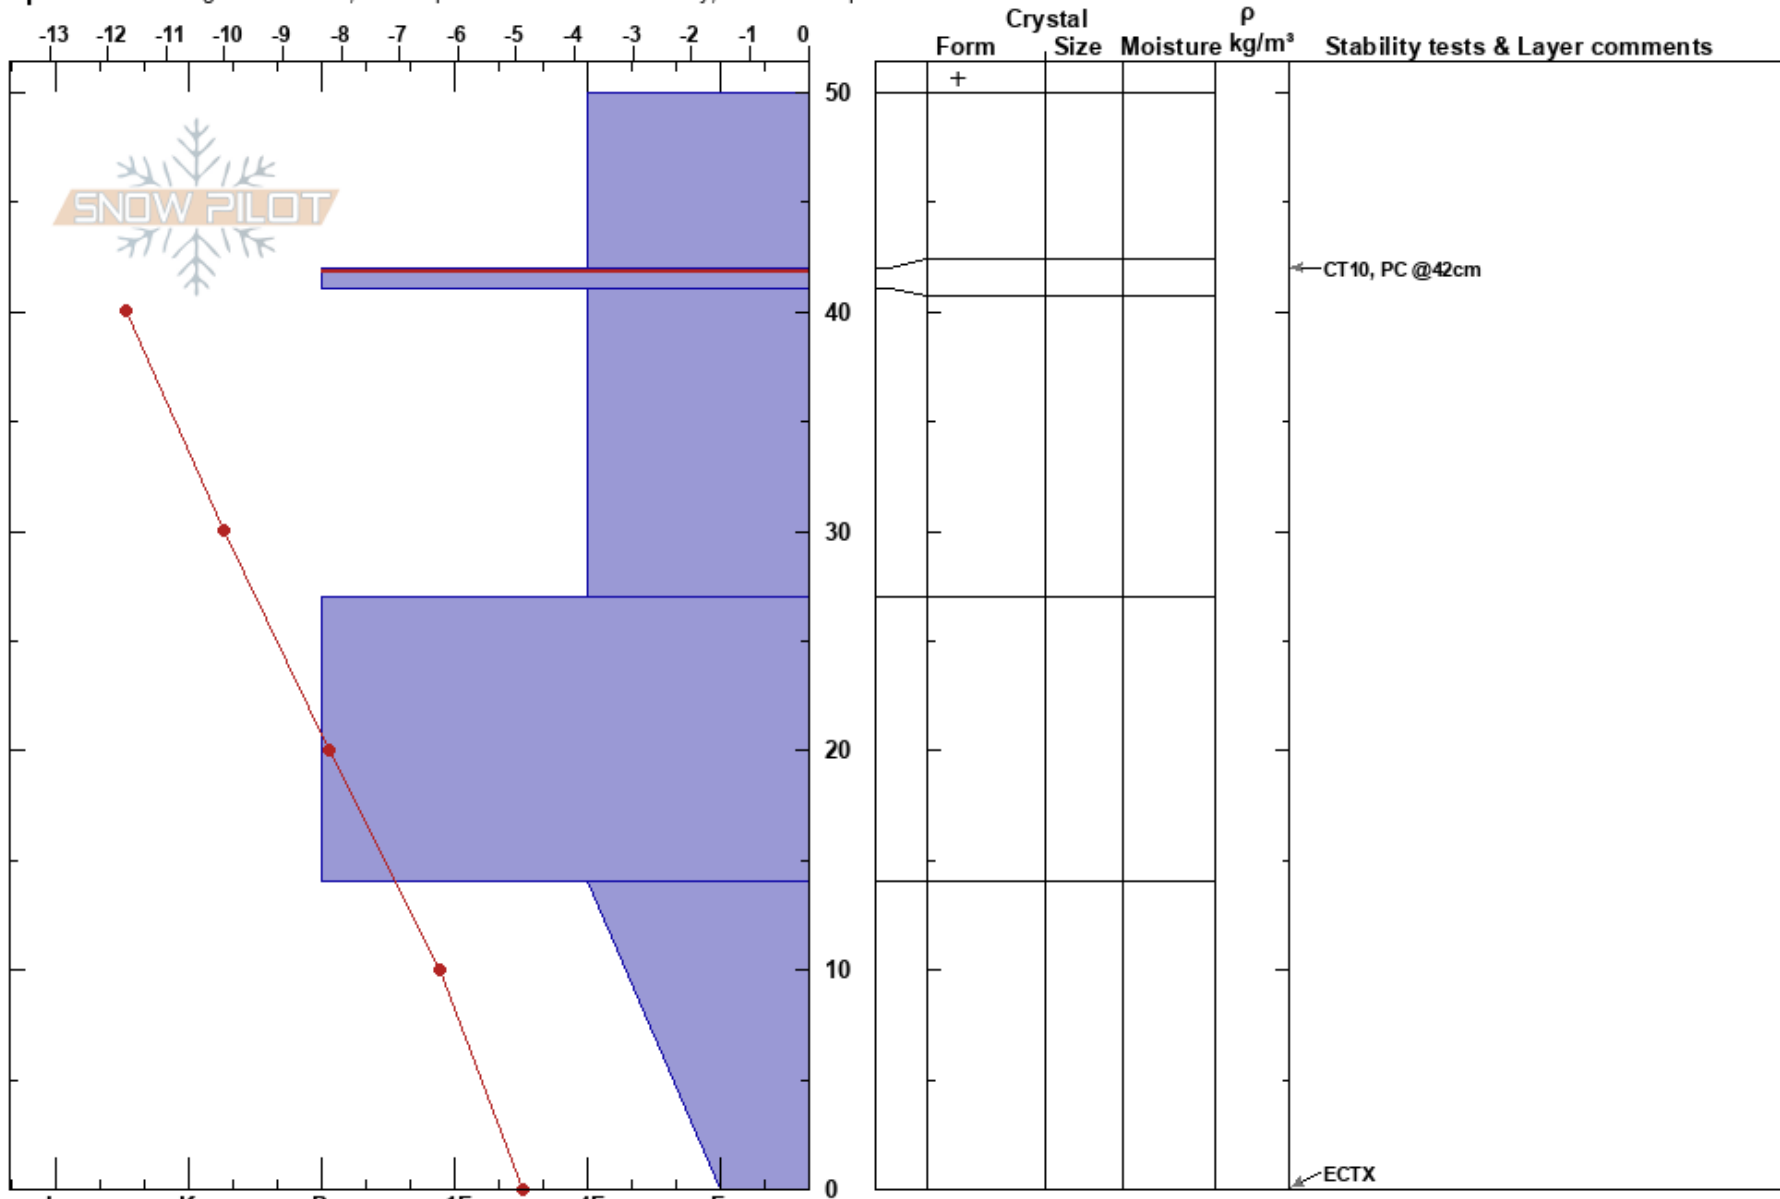 Crystal ρ
-13 -12 -11 -10 -9 -8 -7 -6 -5 -4 -3 -2 -1 0 Form Size Moisture kg/m³ Stability tests & Layer comments
+
50
SNOW PILOT
CT10, PC @42cm
40
30
20
10
ECTX
0